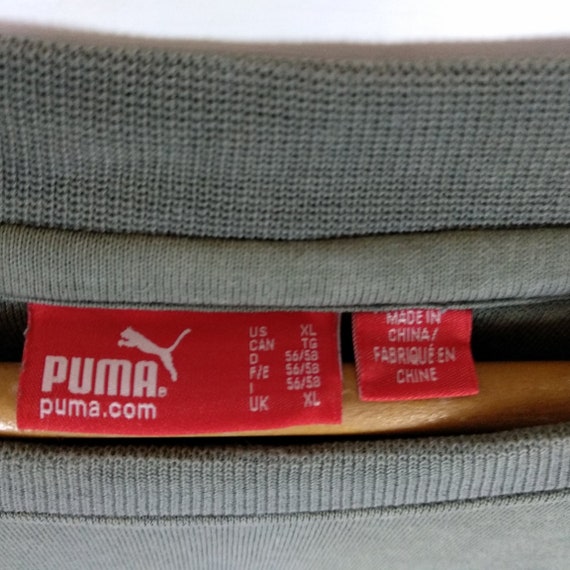 PUMA®
puma.com
US XL
CAN TG
D 56/58
F/E 56/58
I 56/58
UK XL
MADE IN
CHINA/
FABRIQUÉ EN
CHINE